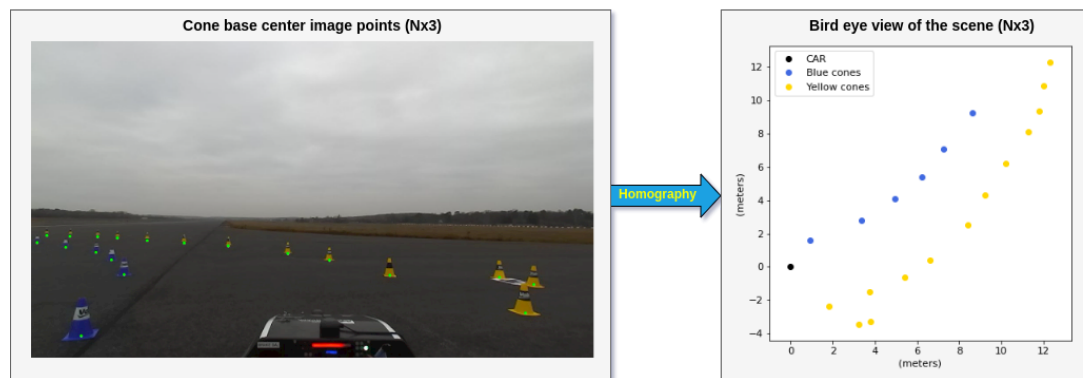 Cone base center image points (Nx3)
Homography
Bird eye view of the scene (Nx3)
CAR
Blue cones
Yellow cones
12
10
8
6
4
2
0
−2
−4
(meters)
0 2 4 6 8 10 12
(meters)